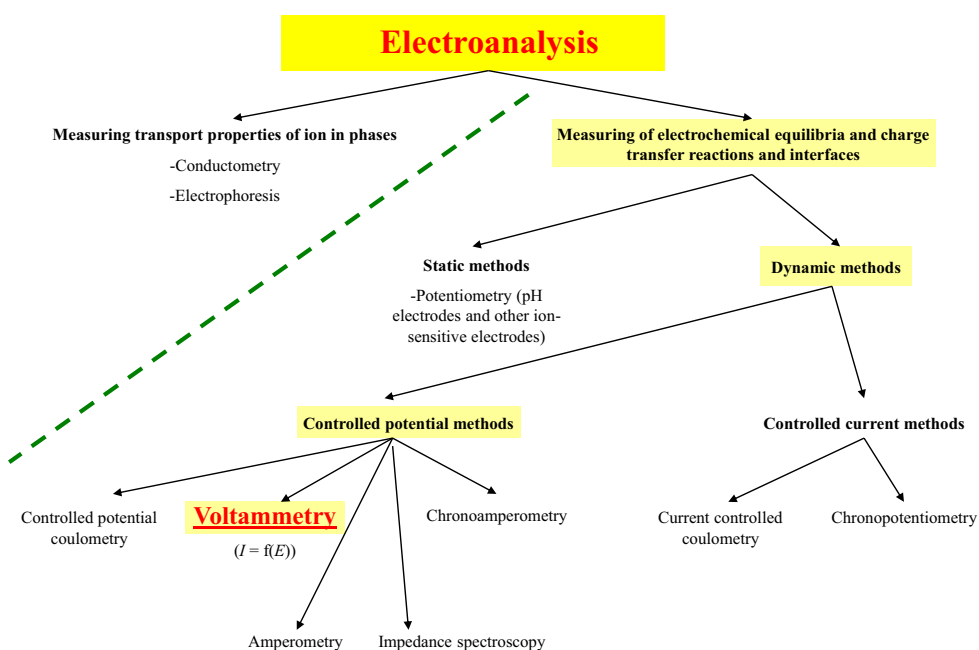 Electroanalysis
Measuring transport properties of ion in phases
-Conductometry
-Electrophoresis
Measuring of electrochemical equilibria and charge
transfer reactions and interfaces
Static methods
-Potentiometry (pH
electrodes and other ion-
sensitive electrodes)
Dynamic methods
Controlled potential methods
Controlled current methods
Controlled potential
coulometry
Voltammetry
(I = f(E))
Chronoamperometry
Current controlled
coulometry
Chronopotentiometry
Amperometry
Impedance spectroscopy